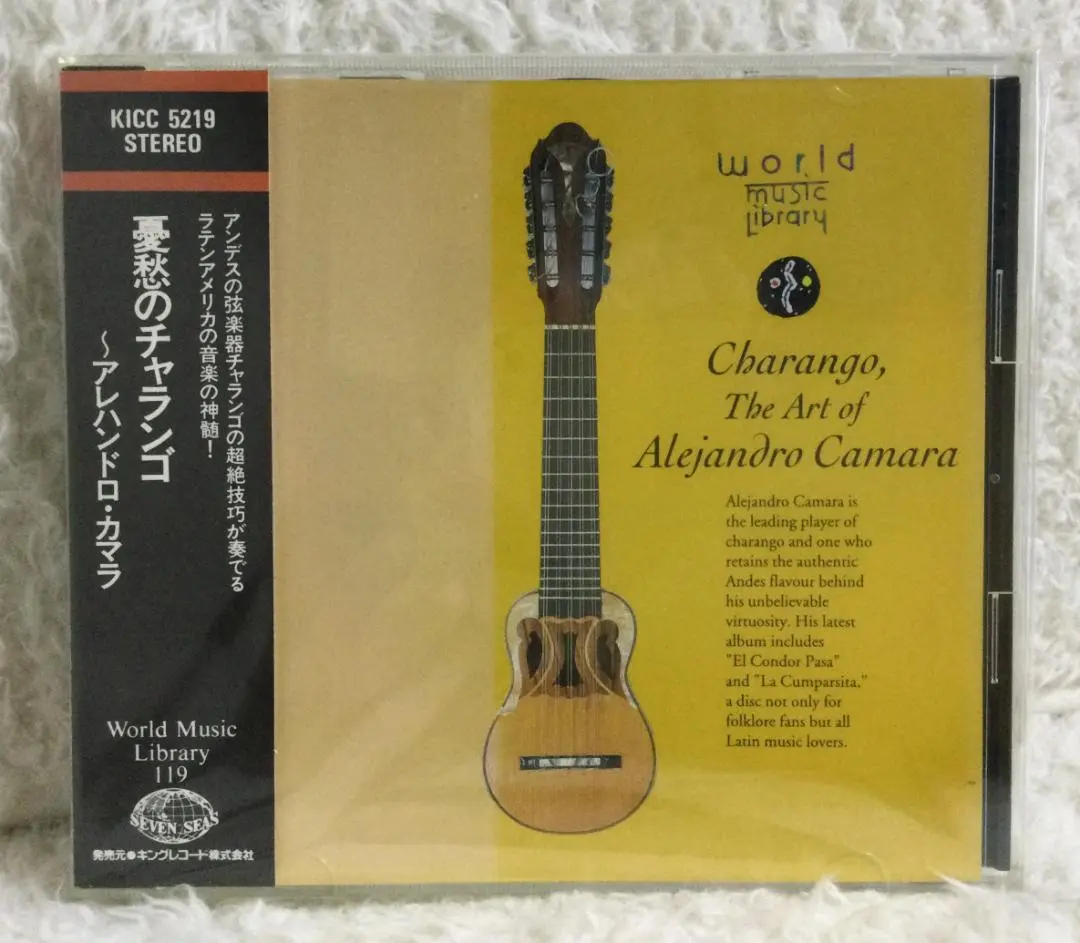 KICC 5219
STEREO
アンデスの弦楽器チャランゴの超絶技巧が奏でる
ラテンアメリカの音楽の神髄!
憂愁のチャランゴ
~アレハンドロ・カマラ
World Music
Library
119
SEVEN SEAS
発売元●キングレコード株式会社
world
music
library
Charango,
The Art of
Alejandro Camara
Alejandro Camara is
the leading player of
charango and one who
retains the authentic
Andes flavour behind
his unbelievable
virtuosity. His latest
album includes
"El Condor Pasa"
and "La Cumparsita,"
a disc not only for
folklore fans but all
Latin music lovers.